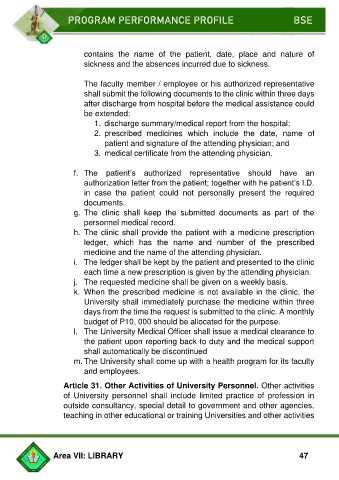 PROGRAM PERFORMANCE PROFILE BSE
contains the name of the patient, date, place and nature of
sickness and the absences incurred due to sickness.
The faculty member / employee or his authorized representative
shall submit the following documents to the clinic within three days
after discharge from hospital before the medical assistance could
be extended:
1. discharge summary/medical report from the hospital;
2. prescribed medicines which include the date, name of
patient and signature of the attending physician; and
3. medical certificate from the attending physician.
f. The patient's authorized representative should have an
authorization letter from the patient; together with he patient's I.D.
in case the patient could not personally present the required
documents.
g. The clinic shall keep the submitted documents as part of the
personnel medical record.
h. The clinic shall provide the patient with a medicine prescription
ledger, which has the name and number of the prescribed
medicine and the name of the attending physician.
i. The ledger shall be kept by the patient and presented to the clinic
each time a new prescription is given by the attending physician.
j. The requested medicine shall be given on a weekly basis.
k. When the prescribed medicine is not available in the clinic, the
University shall immediately purchase the medicine within three
days from the time the request is submitted to the clinic. A monthly
budget of P10, 000 should be allocated for the purpose.
l. The University Medical Officer shall issue a medical clearance to
the patient upon reporting back to duty and the medical support
shall automatically be discontinued
m. The University shall come up with a health program for its faculty
and employees.
Article 31. Other Activities of University Personnel. Other activities
of University personnel shall include limited practice of profession in
outside consultancy, special detail to government and other agencies,
teaching in other educational or training Universities and other activities
Area VII: LIBRARY 47